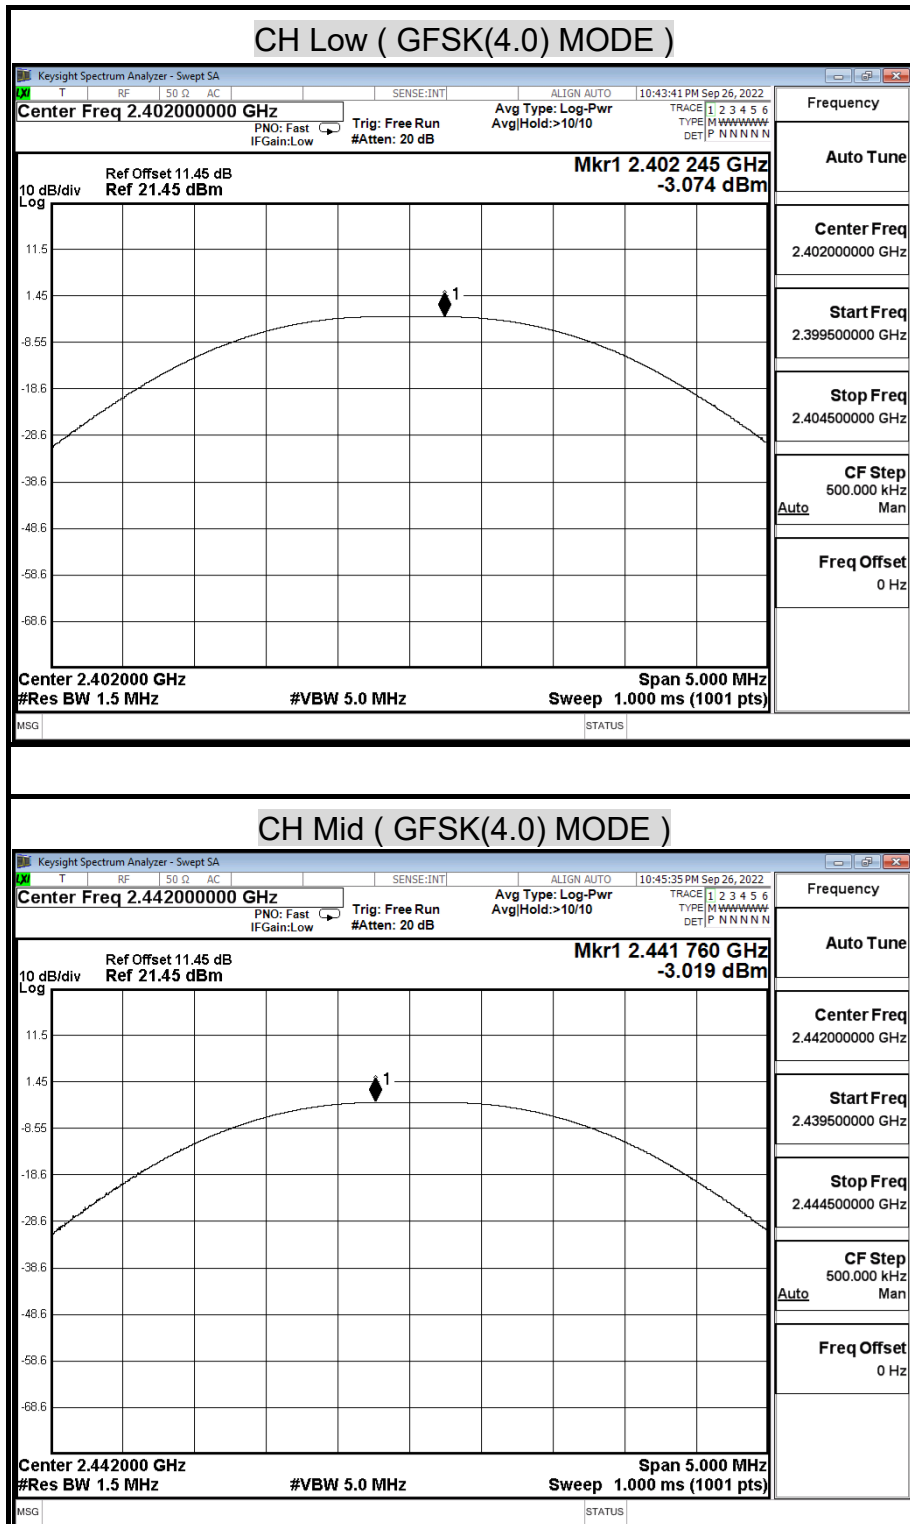 CH Low ( GFSK(4.0) MODE )
Keysight Spectrum Analyzer - Swept SA
LXI T RF 50 Ω AC SENSE:INT ALIGN AUTO 10:43:41 PM Sep 26, 2022
Center Freq 2.402000000 GHz
PNO: Fast
IFGain:Low
Trig: Free Run
#Atten: 20 dB
Avg Type: Log-Pwr
Avg|Hold:>10/10
TRACE 1 2 3 4 5 6
TYPE M WWWWW
DET P N N N N N
Frequency
Auto Tune
Center Freq
2.402000000 GHz
Start Freq
2.399500000 GHz
Stop Freq
2.404500000 GHz
CF Step
500.000 kHz
Auto Man
Freq Offset
0 Hz
Ref Offset 11.45 dB
10 dB/div Ref 21.45 dBm
Log
Mkr1 2.402 245 GHz
-3.074 dBm
11.5
1.45
-8.55
-18.6
-28.6
-38.6
-48.6
-58.6
-68.6
1
Center 2.402000 GHz Span 5.000 MHz
#Res BW 1.5 MHz #VBW 5.0 MHz Sweep 1.000 ms (1001 pts)
MSG STATUS
CH Mid ( GFSK(4.0) MODE )
Keysight Spectrum Analyzer - Swept SA
LXI T RF 50 Ω AC SENSE:INT ALIGN AUTO 10:45:35 PM Sep 26, 2022
Center Freq 2.442000000 GHz
PNO: Fast
IFGain:Low
Trig: Free Run
#Atten: 20 dB
Avg Type: Log-Pwr
Avg|Hold:>10/10
TRACE 1 2 3 4 5 6
TYPE M WWWWW
DET P N N N N N
Frequency
Auto Tune
Center Freq
2.442000000 GHz
Start Freq
2.439500000 GHz
Stop Freq
2.444500000 GHz
CF Step
500.000 kHz
Auto Man
Freq Offset
0 Hz
Ref Offset 11.45 dB
10 dB/div Ref 21.45 dBm
Log
Mkr1 2.441 760 GHz
-3.019 dBm
11.5
1.45
-8.55
-18.6
-28.6
-38.6
-48.6
-58.6
-68.6
1
Center 2.442000 GHz Span 5.000 MHz
#Res BW 1.5 MHz #VBW 5.0 MHz Sweep 1.000 ms (1001 pts)
MSG STATUS